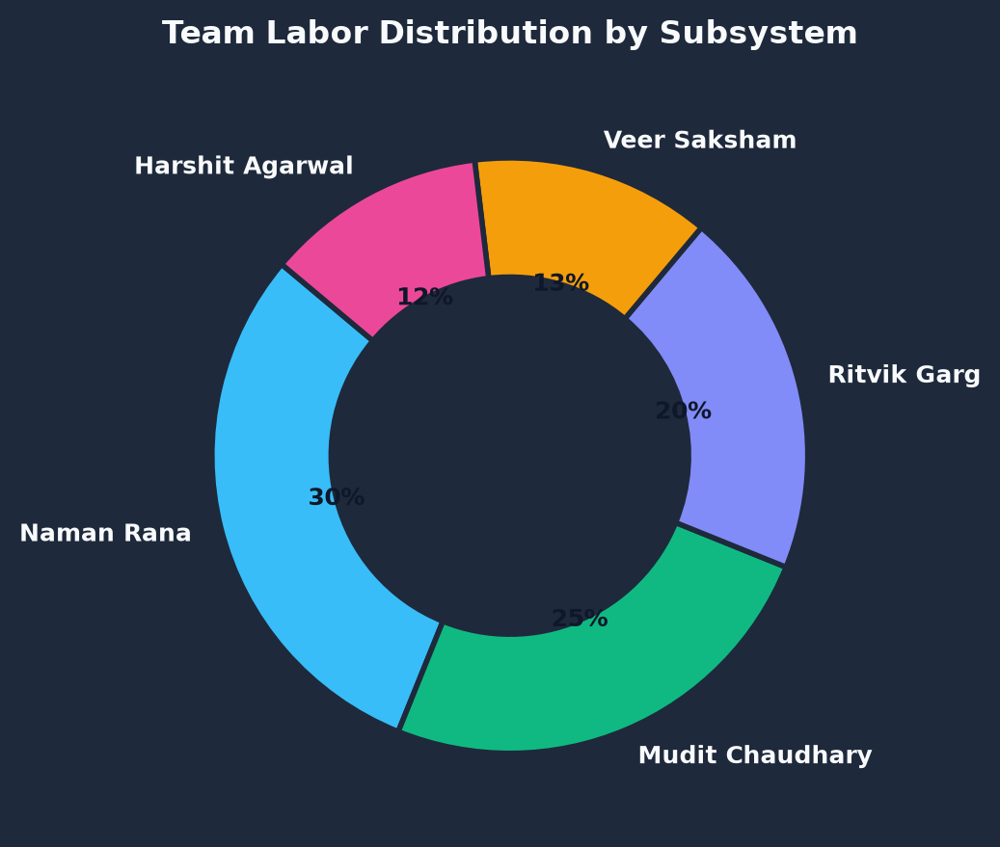 Team Labor Distribution by Subsystem
Veer Saksham
Harshit Agarwal
13%
12%
Ritvik Garg
20%
30%
Naman Rana
25%
Mudit Chaudhary